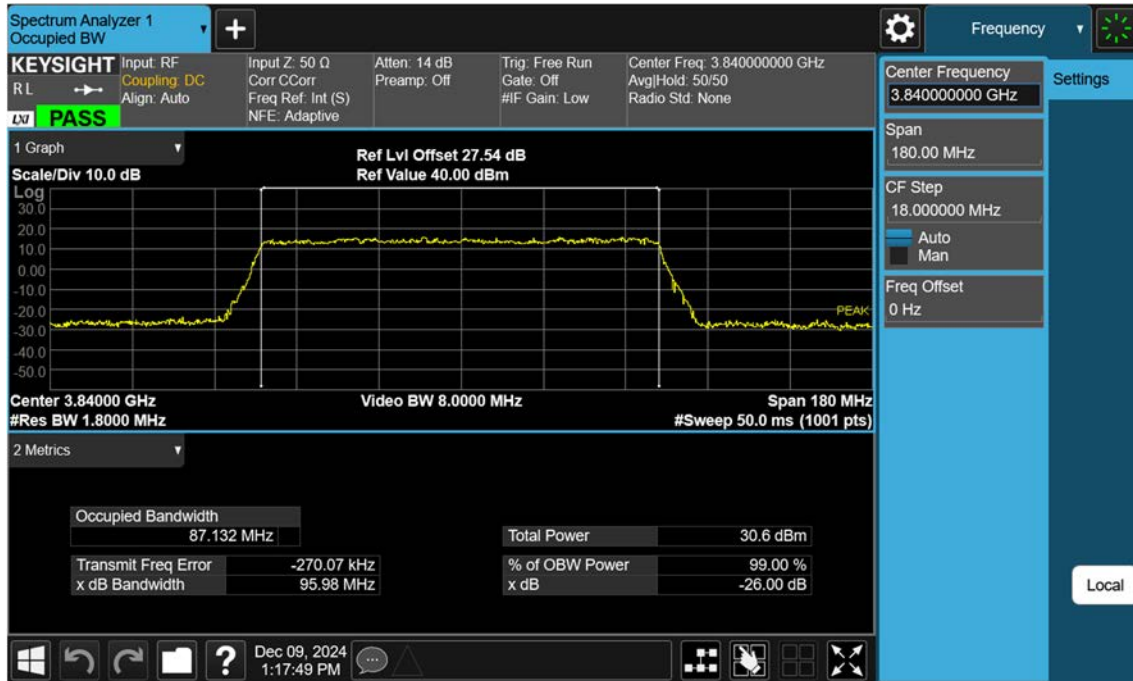 Spectrum Analyzer 1
Occupied BW
Frequency
KEYSIGHT
R L
LXI PASS
Input: RF
Coupling: DC
Align: Auto
Input Z: 50 Ω
Corr CCorr
Freq Ref: Int (S)
NFE: Adaptive
Atten: 14 dB
Preamp: Off
Trig: Free Run
Gate: Off
#IF Gain: Low
Center Freq: 3.840000000 GHz
Avg|Hold: 50/50
Radio Std: None
1 Graph
Scale/Div 10.0 dB
Ref Lvl Offset 27.54 dB
Ref Value 40.00 dBm
Log
30.0
20.0
10.0
0.00
-10.0
-20.0
-30.0
-40.0
-50.0
PEAK
Center 3.84000 GHz
#Res BW 1.8000 MHz
Video BW 8.0000 MHz
Span 180 MHz
#Sweep 50.0 ms (1001 pts)
2 Metrics
Occupied Bandwidth
87.132 MHz
Transmit Freq Error -270.07 kHz
x dB Bandwidth 95.98 MHz
Total Power 30.6 dBm
% of OBW Power 99.00 %
x dB -26.00 dB
Dec 09, 2024
1:17:49 PM
Center Frequency
3.840000000 GHz
Span
180.00 MHz
CF Step
18.000000 MHz
Auto
Man
Freq Offset
0 Hz
Settings
Local